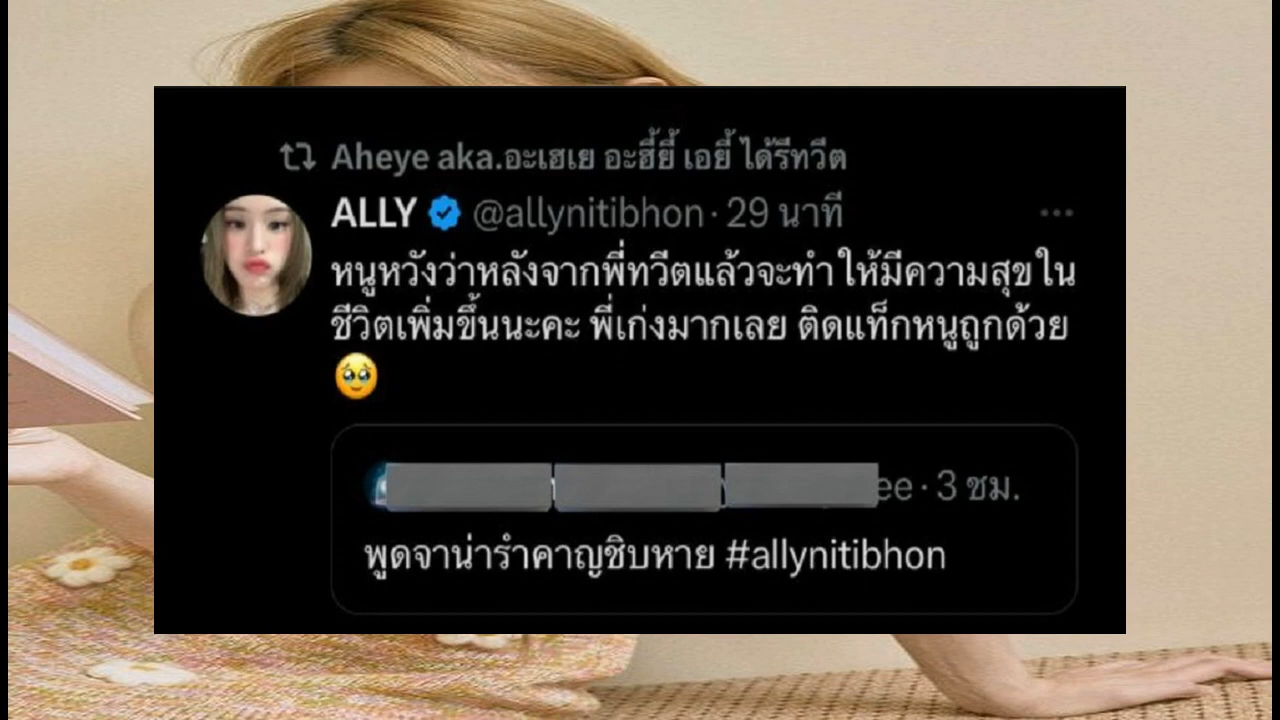 Aheye aka.อะเฮเย อะฮี้ยี้ เอยี้ ได้รีทวีต
ALLY @allynitibhon · 29 นาที
หนูหวังว่าหลังจากพี่ทวีตแล้วจะทำให้มีความสุขใน
ชีวิตเพิ่มขึ้นนะคะ พี่เก่งมากเลย ติดแท็กหนูถูกด้วย
🥹
ee · 3 ชม.
พูดจาน่ารำคาญชิบหาย #allynitibhon